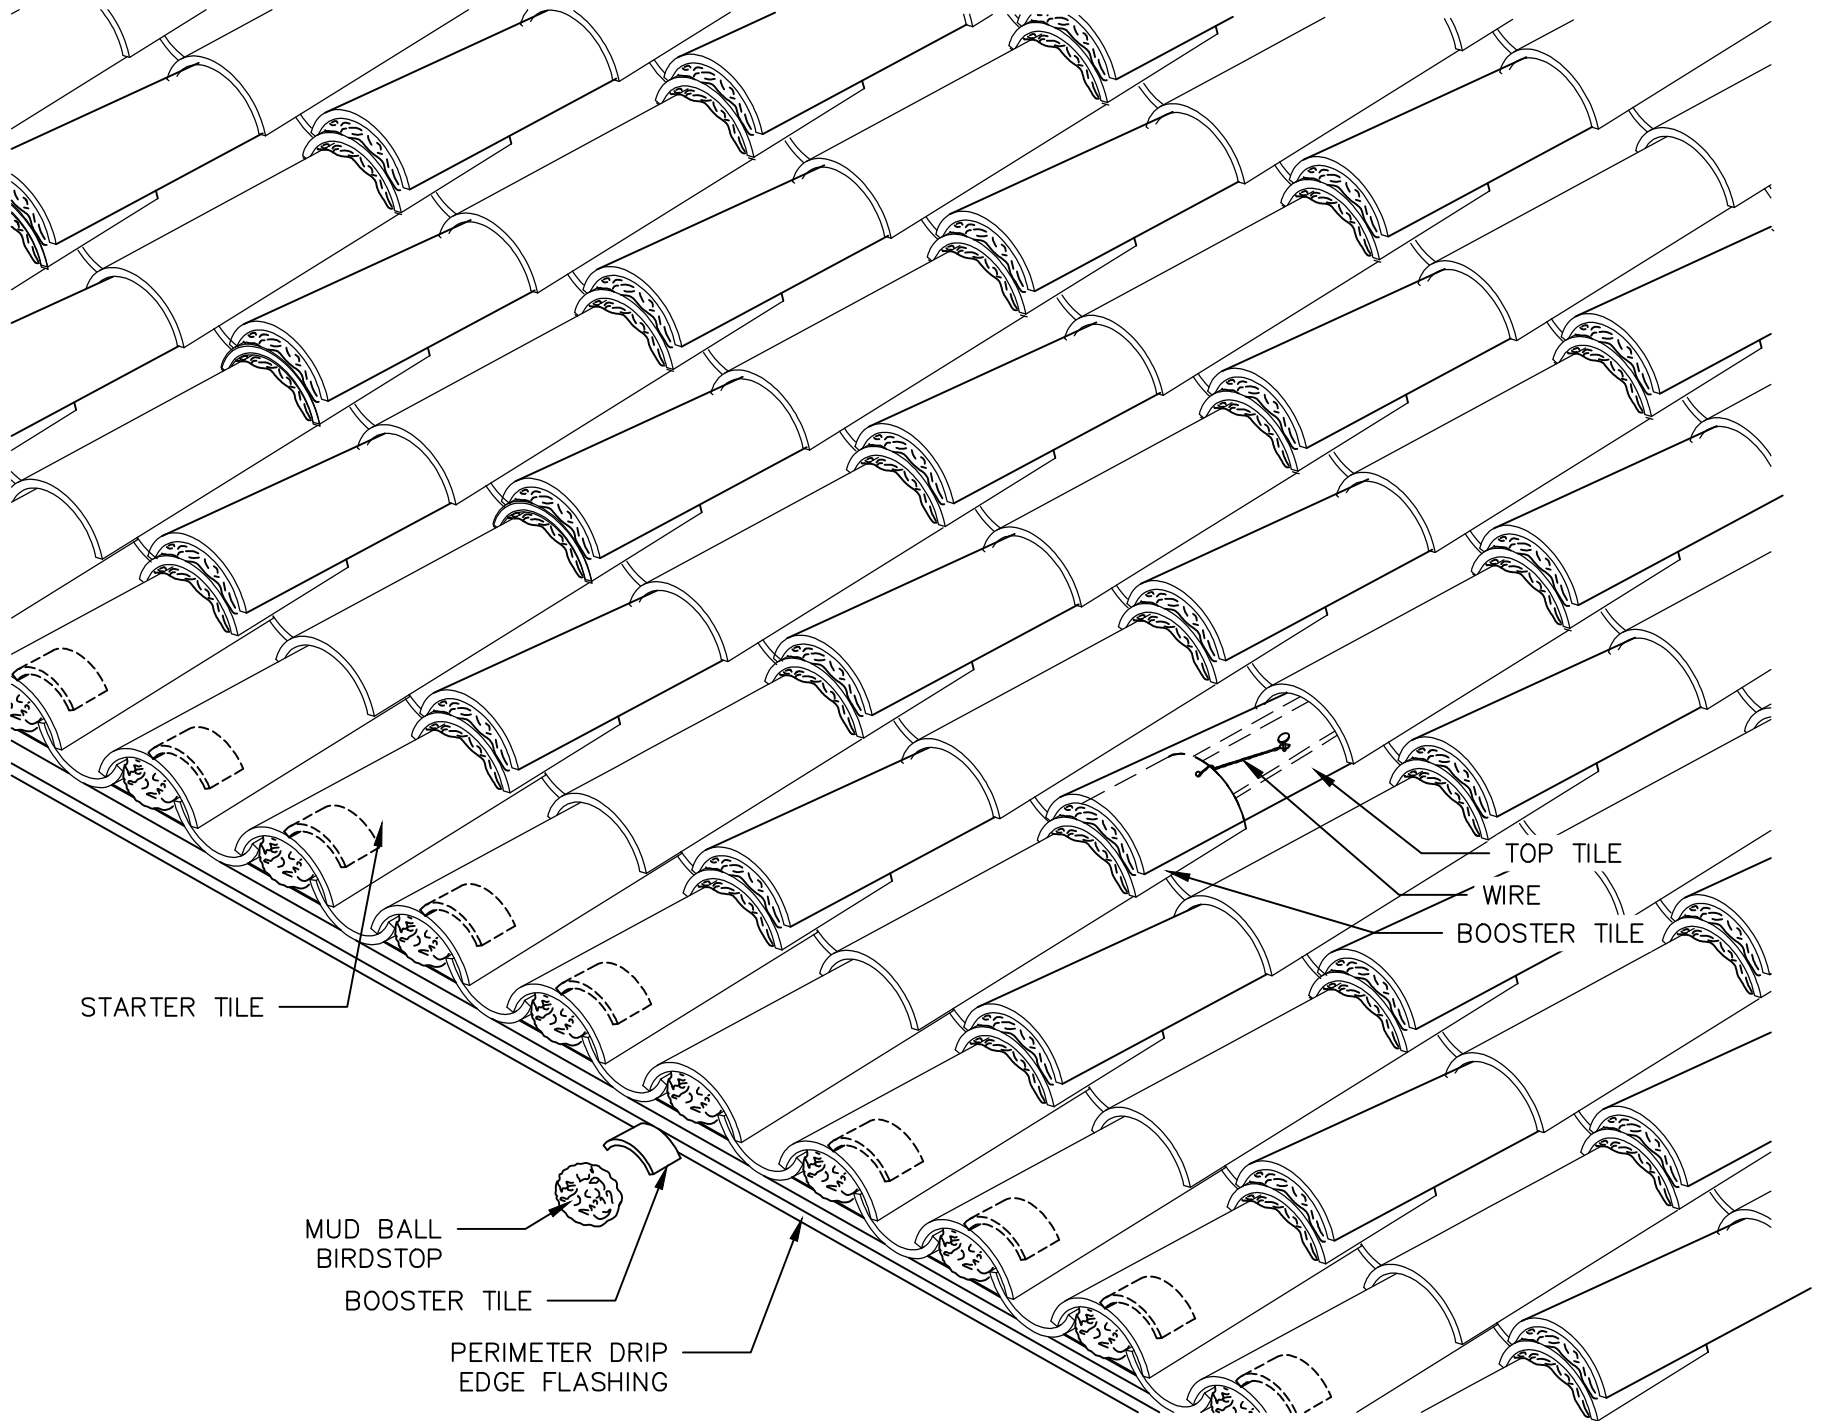 TOP TILE
WIRE
BOOSTER TILE
STARTER TILE
MUD BALL
BIRDSTOP
BOOSTER TILE
PERIMETER DRIP
EDGE FLASHING